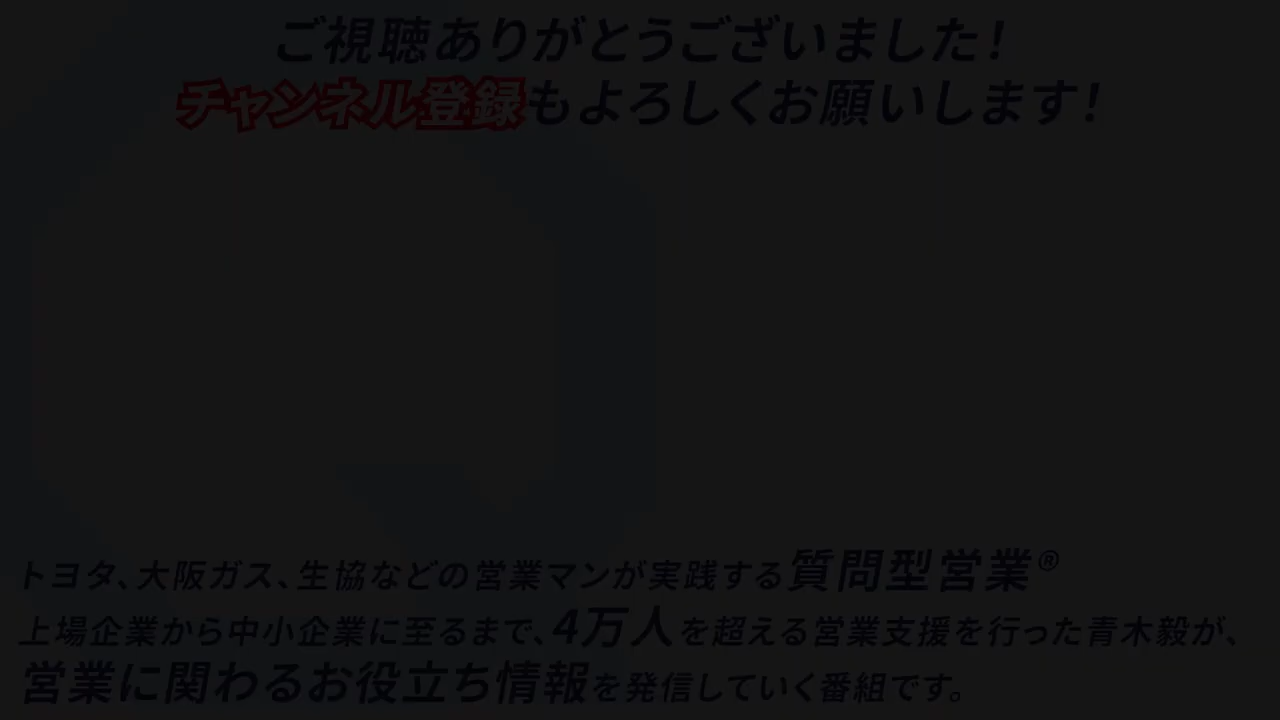 ご視聴ありがとうございました！
チャンネル登録もよろしくお願いします！
トヨタ、大阪ガス、生協などの営業マンが実践する質問型営業®
上場企業から中小企業に至るまで、4万人を超える営業支援を行った青木毅が、
営業に関わるお役立ち情報を発信していく番組です。